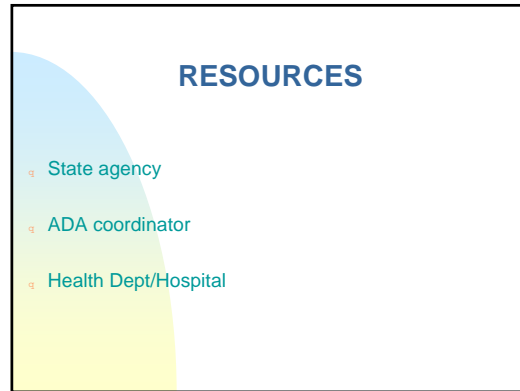 RESOURCES
q State agency
q ADA coordinator
q Health Dept/Hospital